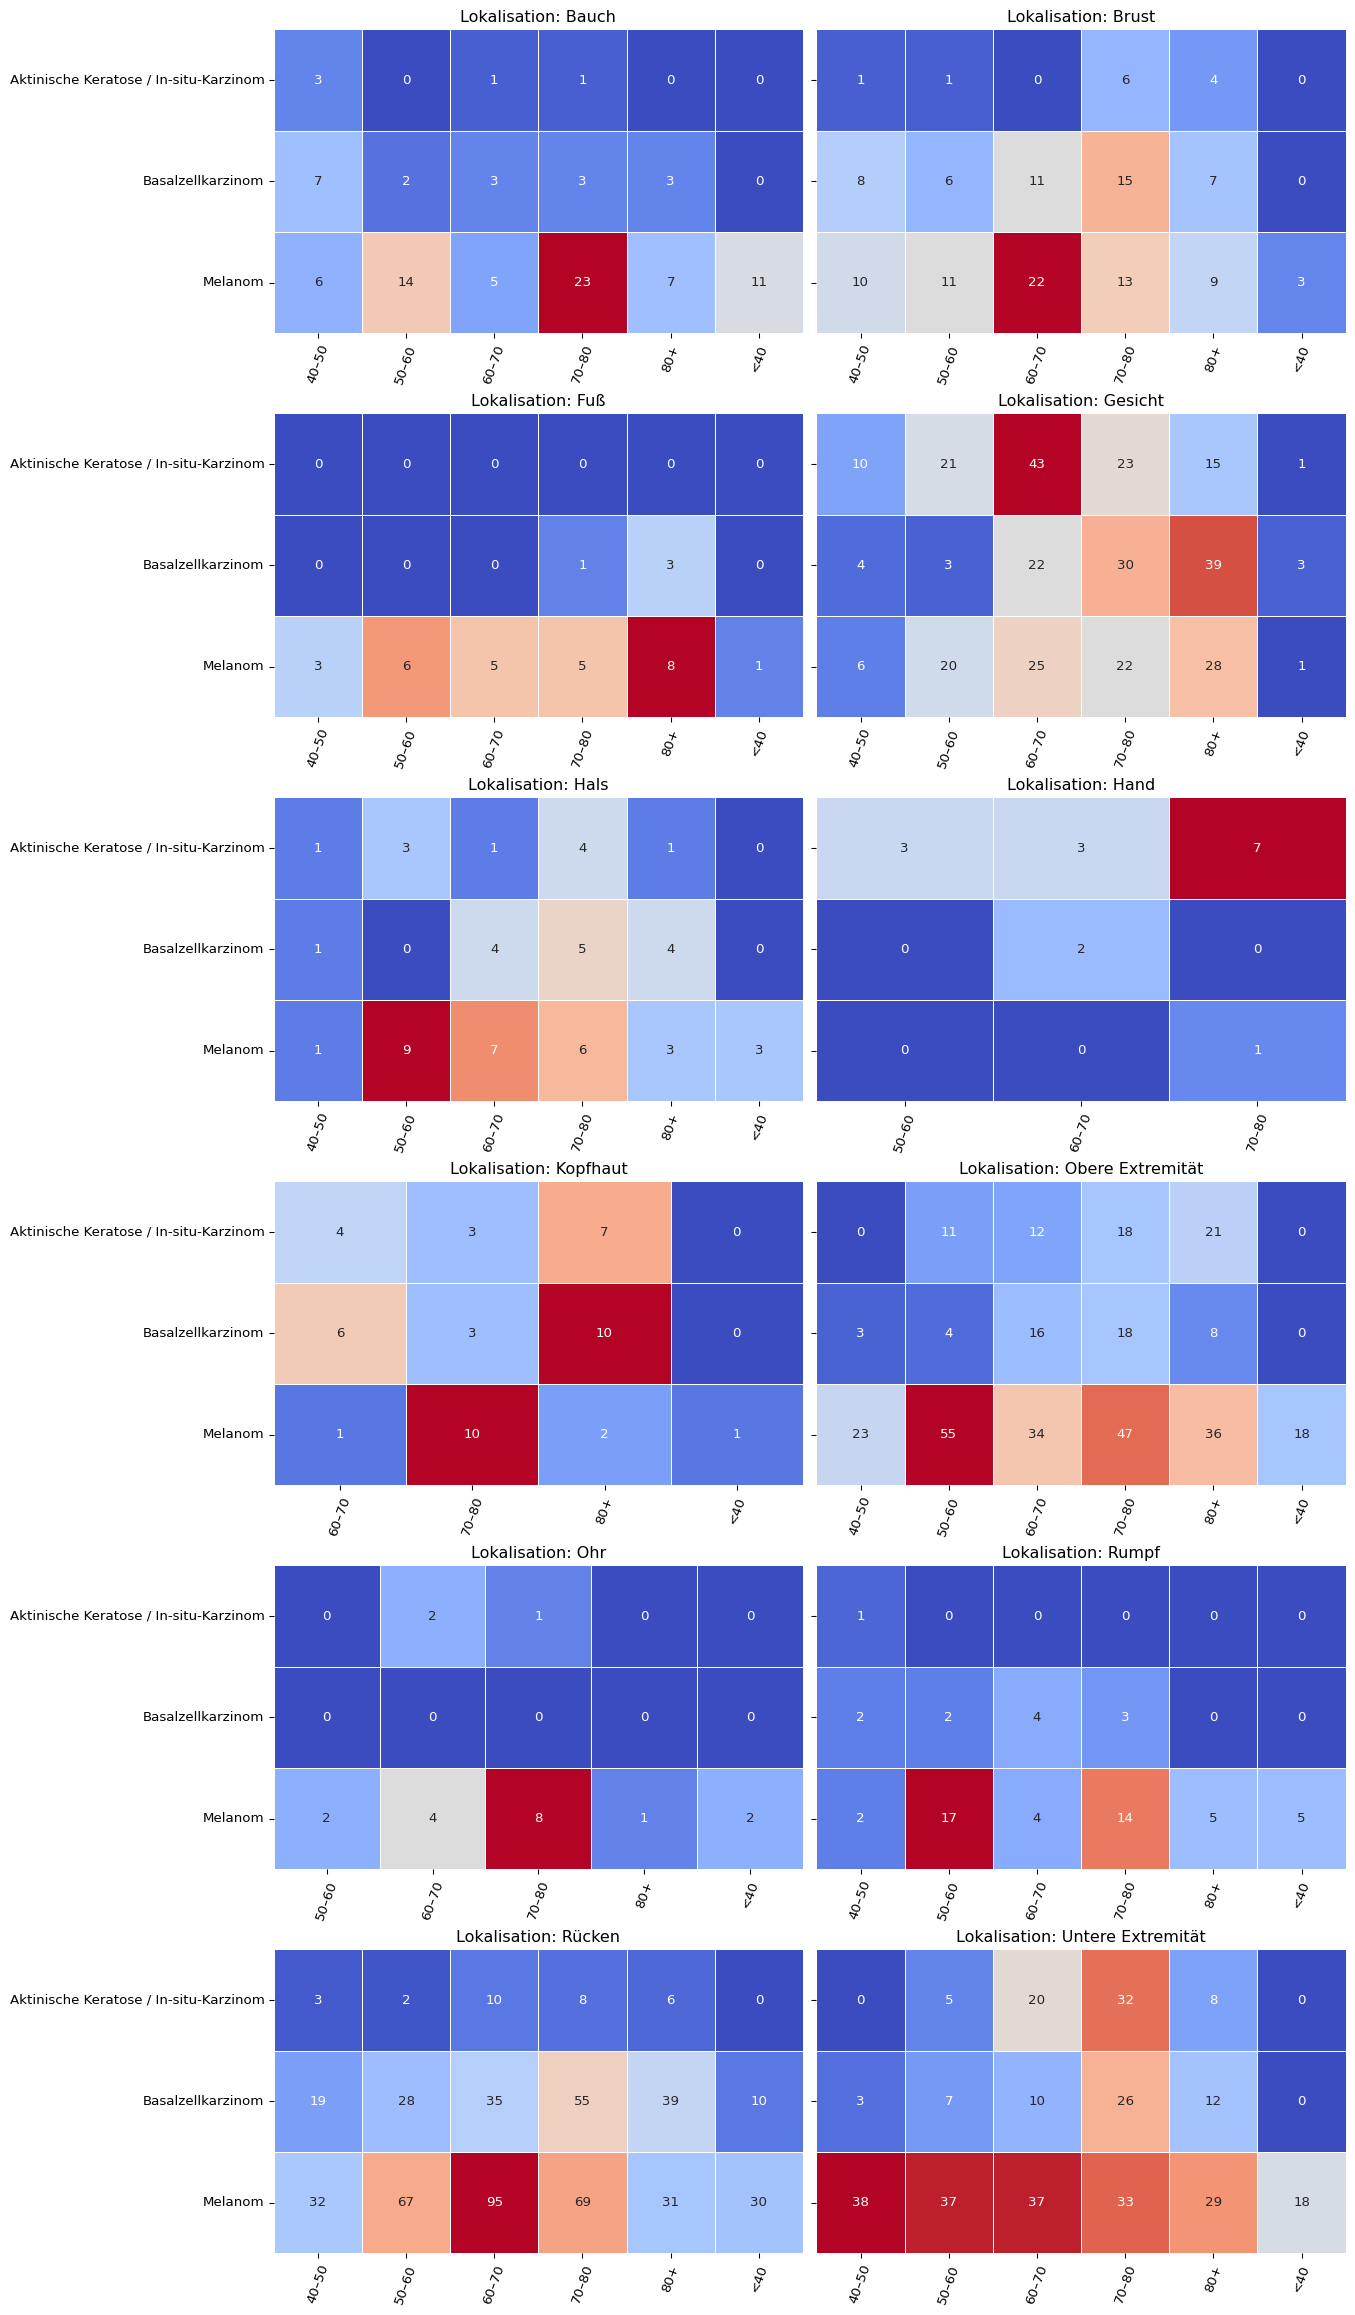 Lokalisation: Bauch
Lokalisation: Brust
Aktinische Keratose / In-situ-Karzinom 3 0 1 1 0 0 1 1 0 6 4 0
Basalzellkarzinom 7 2 3 3 3 0 8 6 11 15 7 0
Melanom 6 14 5 23 7 11 10 11 22 13 9 3
40–50 50–60 60–70 70–80 80+ <40 40–50 50–60 60–70 70–80 80+ <40
Lokalisation: Fuß
Lokalisation: Gesicht
Aktinische Keratose / In-situ-Karzinom 0 0 0 0 0 0 10 21 43 23 15 1
Basalzellkarzinom 0 0 0 1 3 0 4 3 22 30 39 3
Melanom 3 6 5 5 8 1 6 20 25 22 28 1
40–50 50–60 60–70 70–80 80+ <40 40–50 50–60 60–70 70–80 80+ <40
Lokalisation: Hals
Lokalisation: Hand
Aktinische Keratose / In-situ-Karzinom 1 3 1 4 1 0 3 3 7
Basalzellkarzinom 1 0 4 5 4 0 0 2 0
Melanom 1 9 7 6 3 3 0 0 1
40–50 50–60 60–70 70–80 80+ <40 50–60 60–70 70–80
Lokalisation: Kopfhaut
Lokalisation: Obere Extremität
Aktinische Keratose / In-situ-Karzinom 4 3 7 0 0 11 12 18 21 0
Basalzellkarzinom 6 3 10 0 3 4 16 18 8 0
Melanom 1 10 2 1 23 55 34 47 36 18
60–70 70–80 80+ <40 40–50 50–60 60–70 70–80 80+ <40
Lokalisation: Ohr
Lokalisation: Rumpf
Aktinische Keratose / In-situ-Karzinom 0 2 1 0 0 1 0 0 0 0 0
Basalzellkarzinom 0 0 0 0 0 2 2 4 3 0 0
Melanom 2 4 8 1 2 2 17 4 14 5 5
50–60 60–70 70–80 80+ <40 40–50 50–60 60–70 70–80 80+ <40
Lokalisation: Rücken
Lokalisation: Untere Extremität
Aktinische Keratose / In-situ-Karzinom 3 2 10 8 6 0 0 5 20 32 8 0
Basalzellkarzinom 19 28 35 55 39 10 3 7 10 26 12 0
Melanom 32 67 95 69 31 30 38 37 37 33 29 18
40–50 50–60 60–70 70–80 80+ <40 40–50 50–60 60–70 70–80 80+ <40